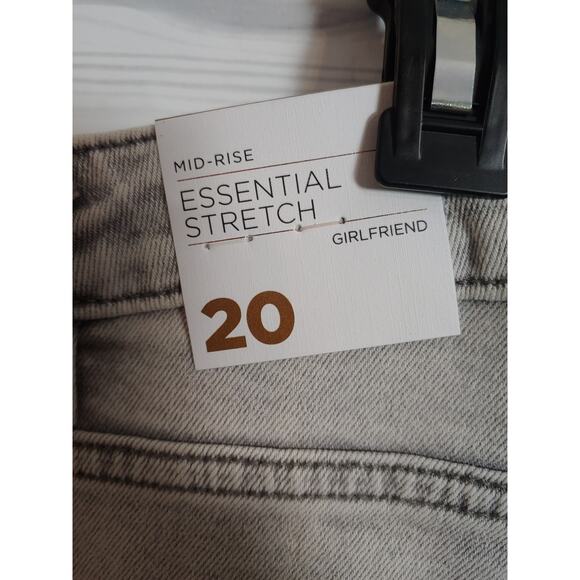 MID-RISE
ESSENTIAL
STRETCH
GIRLFRIEND
20